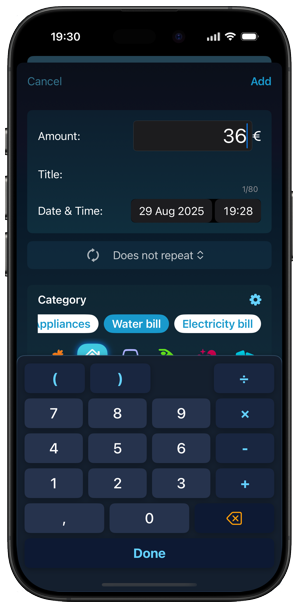 19:30
Cancel
Add
Amount:
36 €
Title:
1/80
Date & Time:
29 Aug 2025
19:28
Does not repeat
Category
Appliances
Water bill
Electricity bill
( ) ÷
7 8 9 ×
4 5 6 -
1 2 3 +
, 0
Done